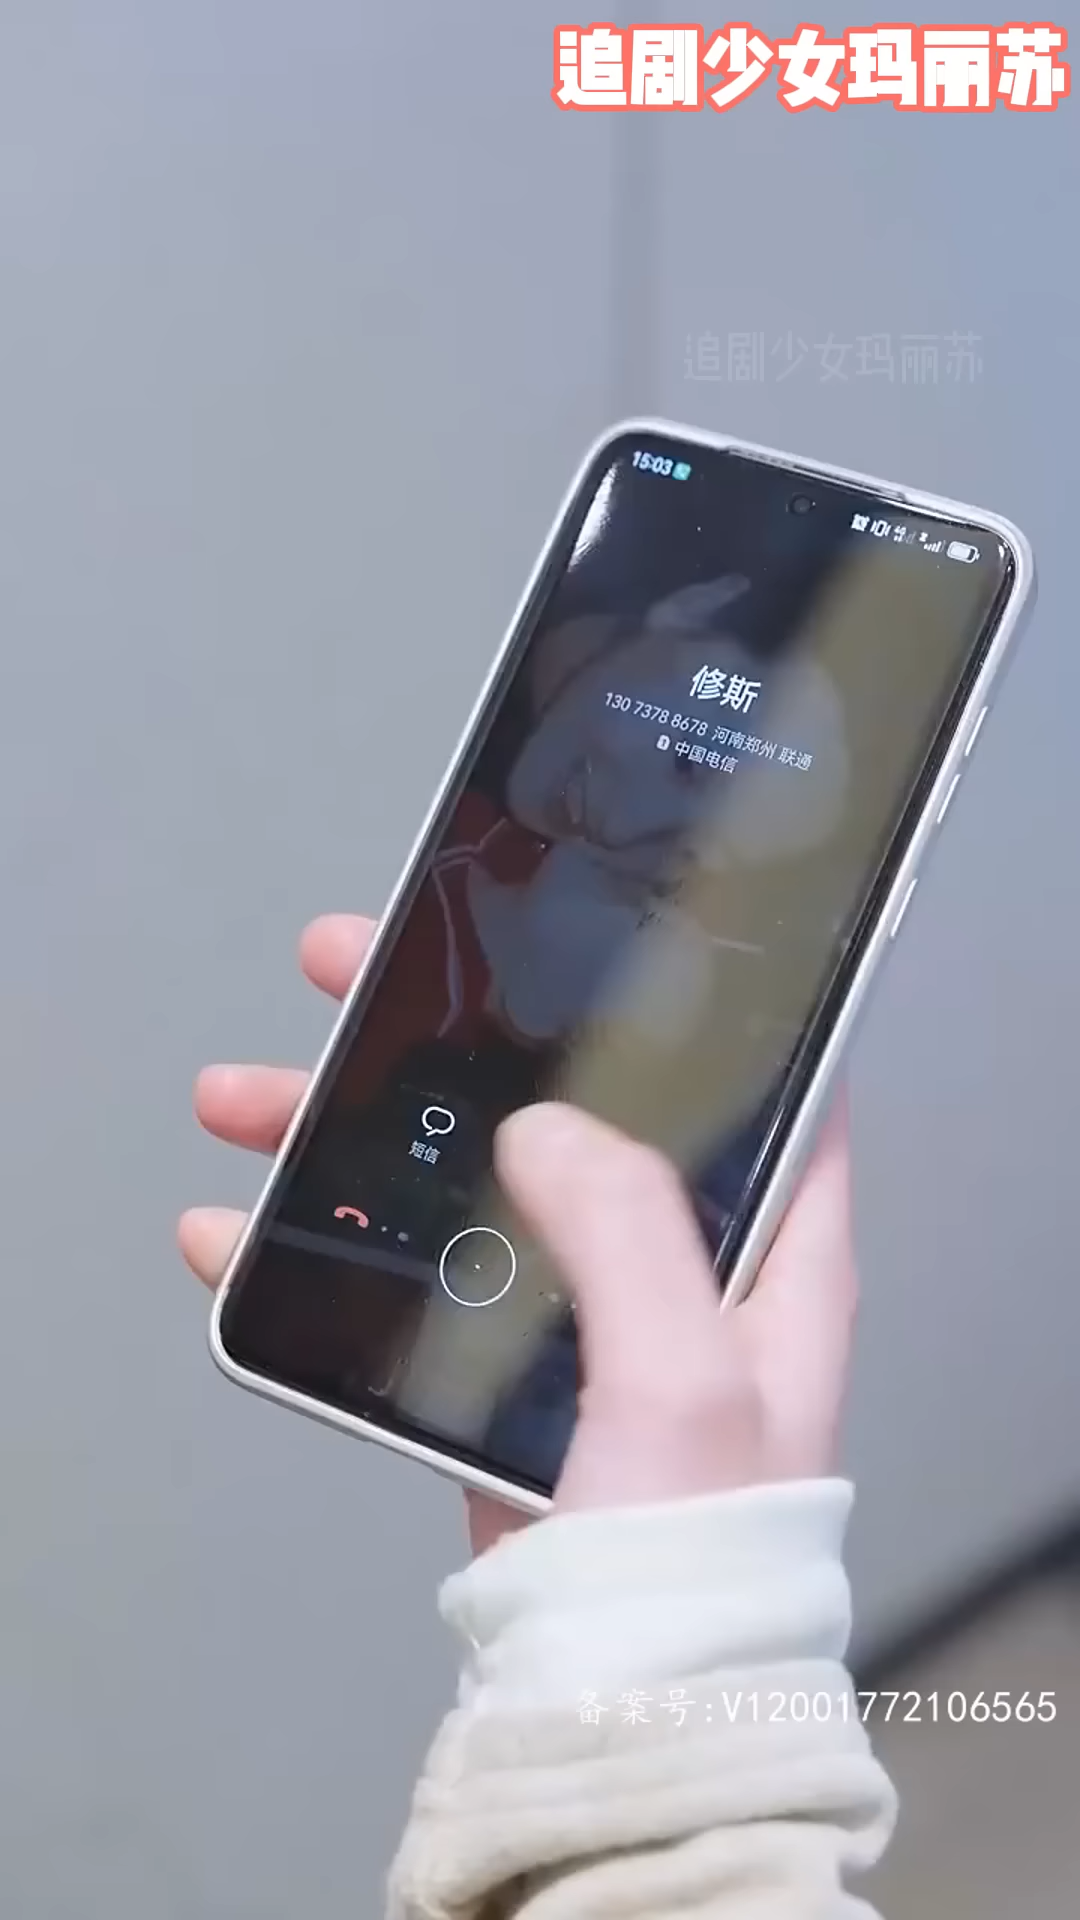 追剧少女玛丽苏
追剧少女玛丽苏
15:03
修斯
130 7378 8678 河南郑州 联通
1 中国电信
短信
备案号:V12001772106565